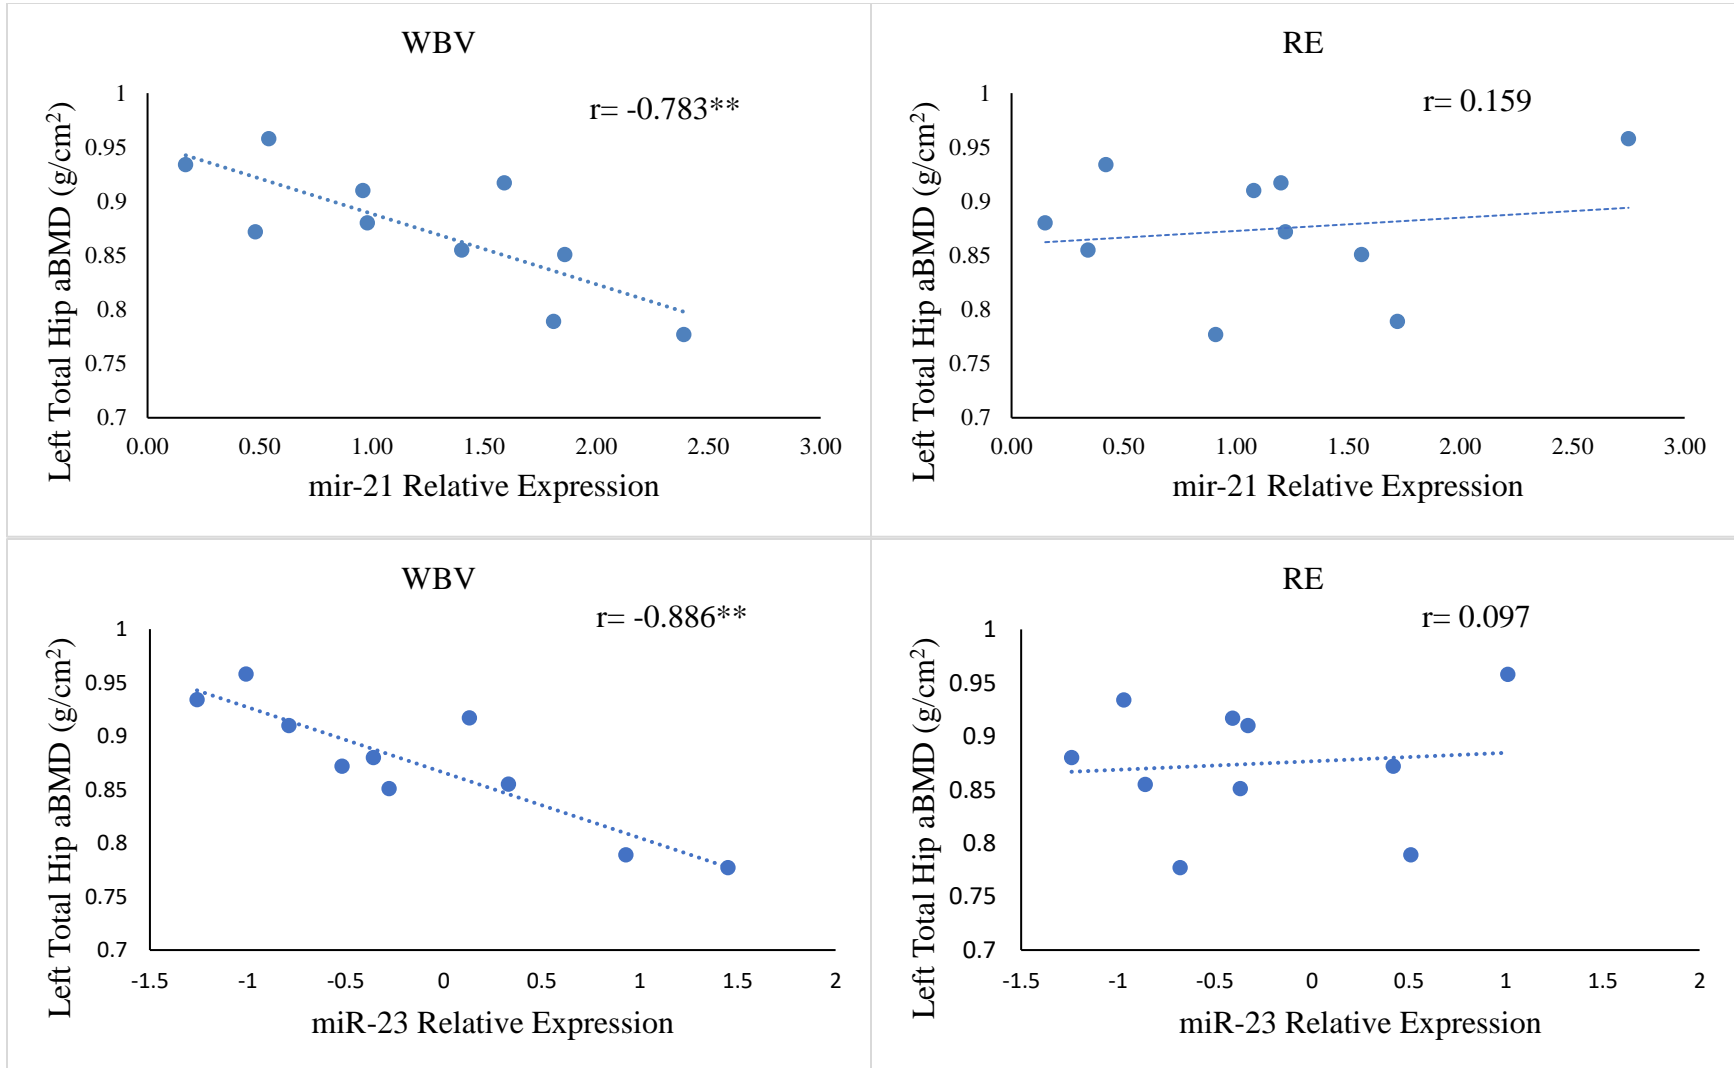 WBV
r= -0.783**
Left Total Hip aBMD (g/cm²)
1
0.95
0.9
0.85
0.8
0.75
0.7
0.00 0.50 1.00 1.50 2.00 2.50 3.00
mir-21 Relative Expression
RE
r= 0.159
Left Total Hip aBMD (g/cm²)
1
0.95
0.9
0.85
0.8
0.75
0.7
0.00 0.50 1.00 1.50 2.00 2.50 3.00
mir-21 Relative Expression
WBV
r= -0.886**
Left Total Hip aBMD (g/cm²)
1
0.95
0.9
0.85
0.8
0.75
0.7
-1.5 -1 -0.5 0 0.5 1 1.5 2
miR-23 Relative Expression
RE
r= 0.097
Left Total Hip aBMD (g/cm²)
1
0.95
0.9
0.85
0.8
0.75
0.7
-1.5 -1 -0.5 0 0.5 1 1.5 2
miR-23 Relative Expression